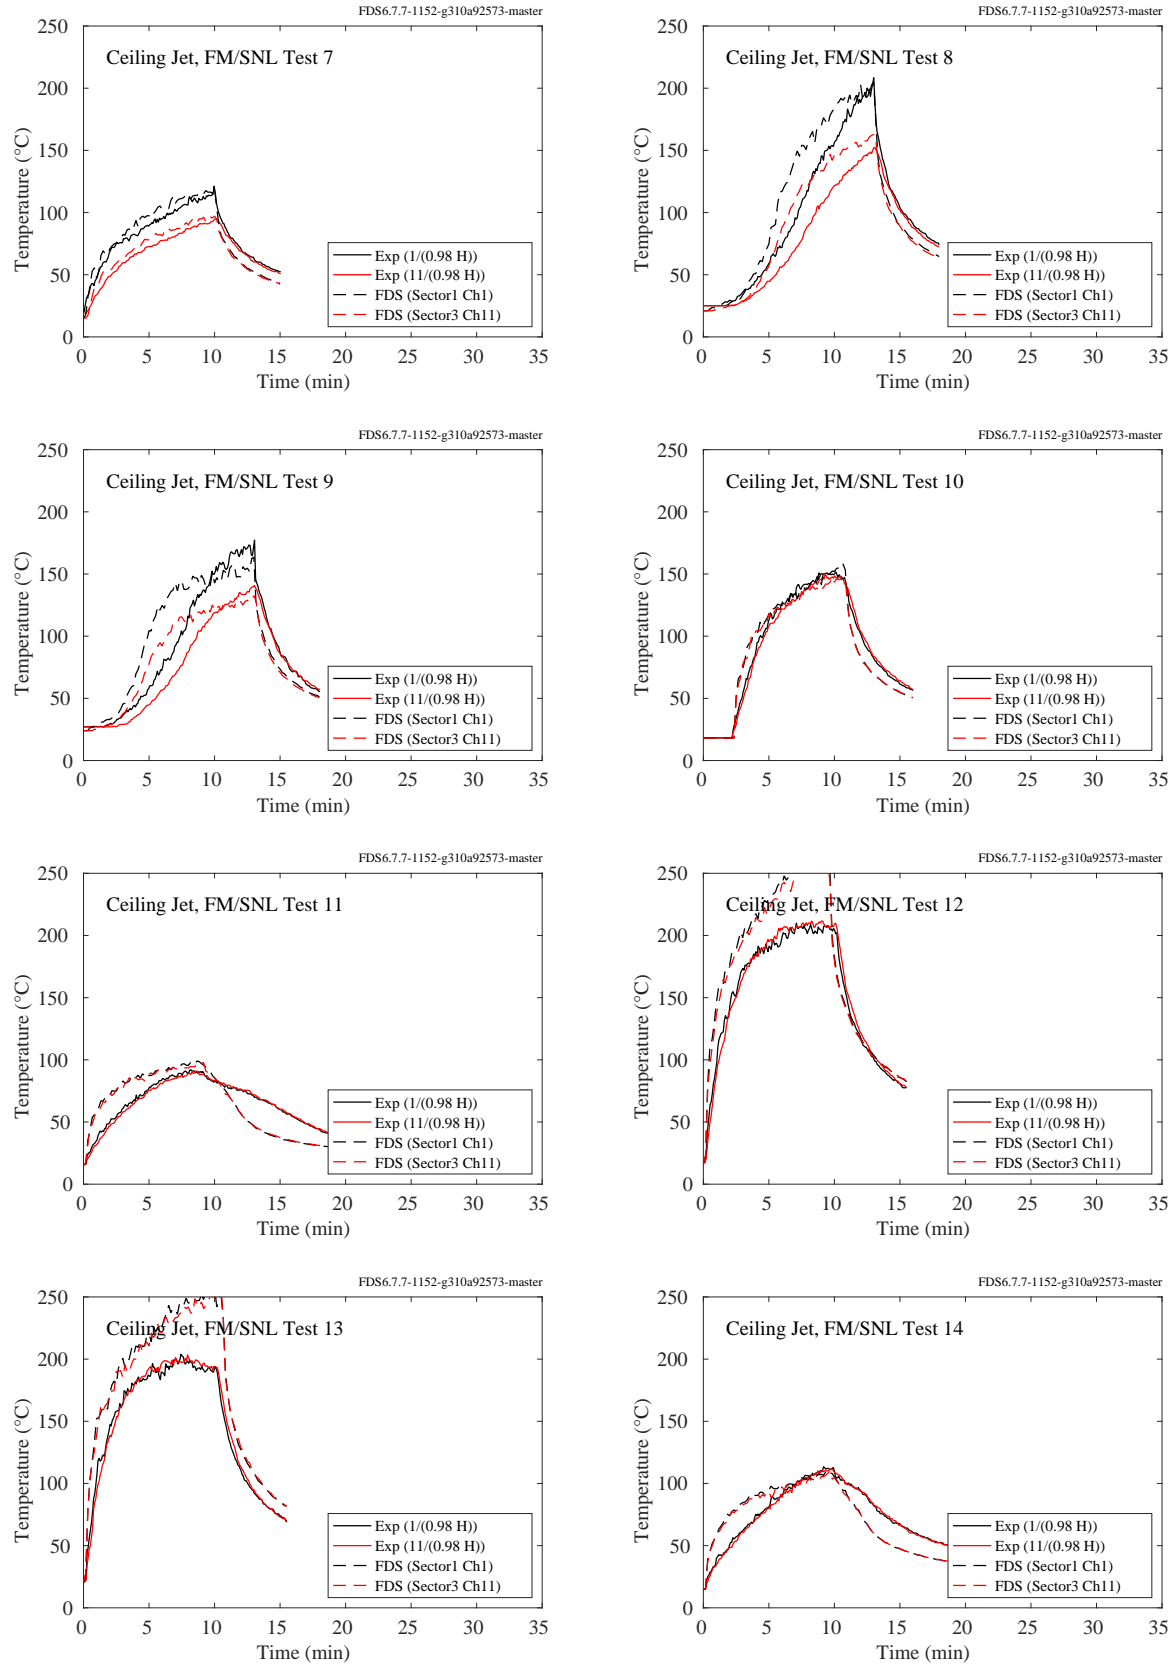 FDS6.7.7-1152-g310a92573-master
Ceiling Jet, FM/SNL Test 7
Temperature (°C)
250
200
150
100
50
0
0 5 10 15 20 25 30 35
Time (min)
Exp (1/(0.98 H))
Exp (11/(0.98 H))
FDS (Sector1 Ch1)
FDS (Sector3 Ch11)
FDS6.7.7-1152-g310a92573-master
Ceiling Jet, FM/SNL Test 8
Temperature (°C)
250
200
150
100
50
0
0 5 10 15 20 25 30 35
Time (min)
Exp (1/(0.98 H))
Exp (11/(0.98 H))
FDS (Sector1 Ch1)
FDS (Sector3 Ch11)
FDS6.7.7-1152-g310a92573-master
Ceiling Jet, FM/SNL Test 9
Temperature (°C)
250
200
150
100
50
0
0 5 10 15 20 25 30 35
Time (min)
Exp (1/(0.98 H))
Exp (11/(0.98 H))
FDS (Sector1 Ch1)
FDS (Sector3 Ch11)
FDS6.7.7-1152-g310a92573-master
Ceiling Jet, FM/SNL Test 10
Temperature (°C)
250
200
150
100
50
0
0 5 10 15 20 25 30 35
Time (min)
Exp (1/(0.98 H))
Exp (11/(0.98 H))
FDS (Sector1 Ch1)
FDS (Sector3 Ch11)
FDS6.7.7-1152-g310a92573-master
Ceiling Jet, FM/SNL Test 11
Temperature (°C)
250
200
150
100
50
0
0 5 10 15 20 25 30 35
Time (min)
Exp (1/(0.98 H))
Exp (11/(0.98 H))
FDS (Sector1 Ch1)
FDS (Sector3 Ch11)
FDS6.7.7-1152-g310a92573-master
Ceiling Jet, FM/SNL Test 12
Temperature (°C)
250
200
150
100
50
0
0 5 10 15 20 25 30 35
Time (min)
Exp (1/(0.98 H))
Exp (11/(0.98 H))
FDS (Sector1 Ch1)
FDS (Sector3 Ch11)
FDS6.7.7-1152-g310a92573-master
Ceiling Jet, FM/SNL Test 13
Temperature (°C)
250
200
150
100
50
0
0 5 10 15 20 25 30 35
Time (min)
Exp (1/(0.98 H))
Exp (11/(0.98 H))
FDS (Sector1 Ch1)
FDS (Sector3 Ch11)
FDS6.7.7-1152-g310a92573-master
Ceiling Jet, FM/SNL Test 14
Temperature (°C)
250
200
150
100
50
0
0 5 10 15 20 25 30 35
Time (min)
Exp (1/(0.98 H))
Exp (11/(0.98 H))
FDS (Sector1 Ch1)
FDS (Sector3 Ch11)